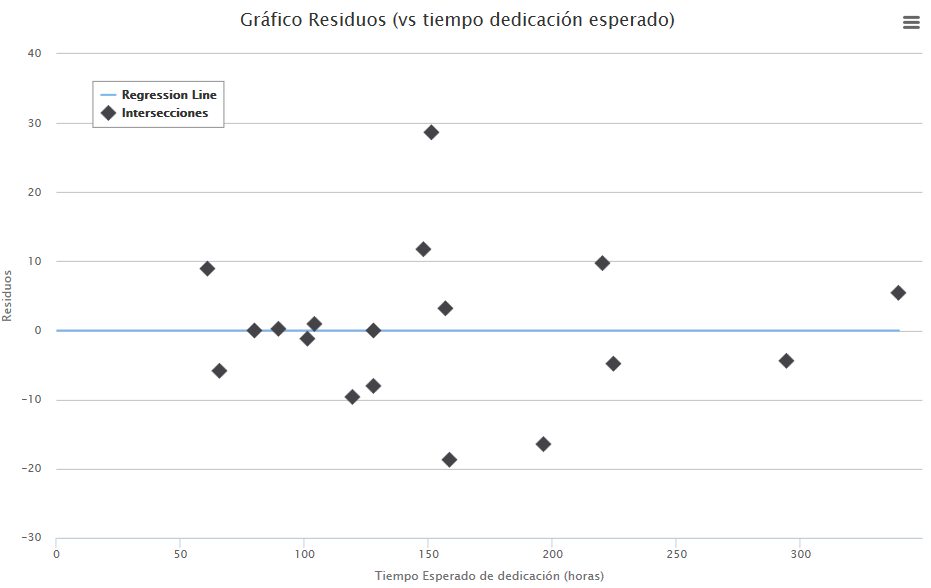 Gráfico Residuos (vs tiempo dedicación esperado)
40
Regression Line
Intersecciones
30
20
10
0
-10
-20
-30
Residuos
0 50 100 150 200 250 300
Tiempo Esperado de dedicación (horas)